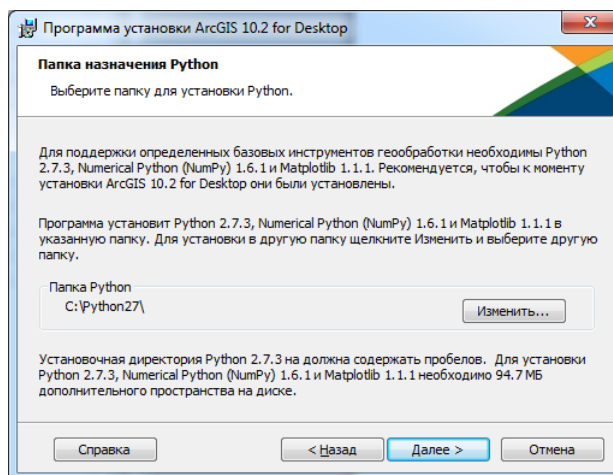 Программа установки ArcGIS 10.2 for Desktop
Папка назначения Python
Выберите папку для установки Python.
Для поддержки определенных базовых инструментов геообработки необходимы Python
2.7.3, Numerical Python (NumPy) 1.6.1 и Matplotlib 1.1.1. Рекомендуется, чтобы к моменту
установки ArcGIS 10.2 for Desktop они были установлены.
Программа установит Python 2.7.3, Numerical Python (NumPy) 1.6.1 и Matplotlib 1.1.1 в
указанную папку. Для установки в другую папку щелкните Изменить и выберите другую
папку.
Папка Python
C:\Python27\
Изменить...
Установочная директория Python 2.7.3 на должна содержать пробелов. Для установки
Python 2.7.3, Numerical Python (NumPy) 1.6.1 и Matplotlib 1.1.1 необходимо 94.7 МБ
дополнительного пространства на диске.
Справка
< Назад
Далее >
Отмена